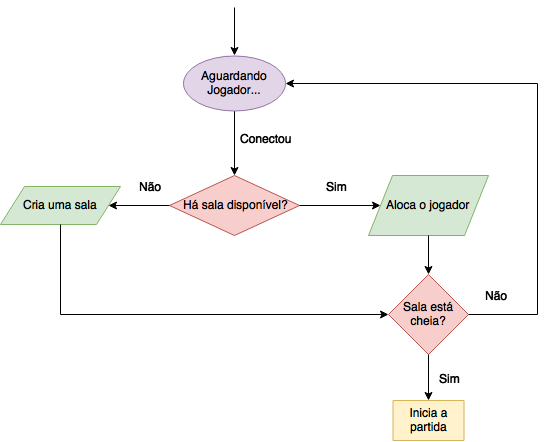 Aguardando
Jogador...
Conectou
Não
Sim
Cria uma sala
Há sala disponível?
Aloca o jogador
Sala está
cheia?
Não
Sim
Inicia a
partida